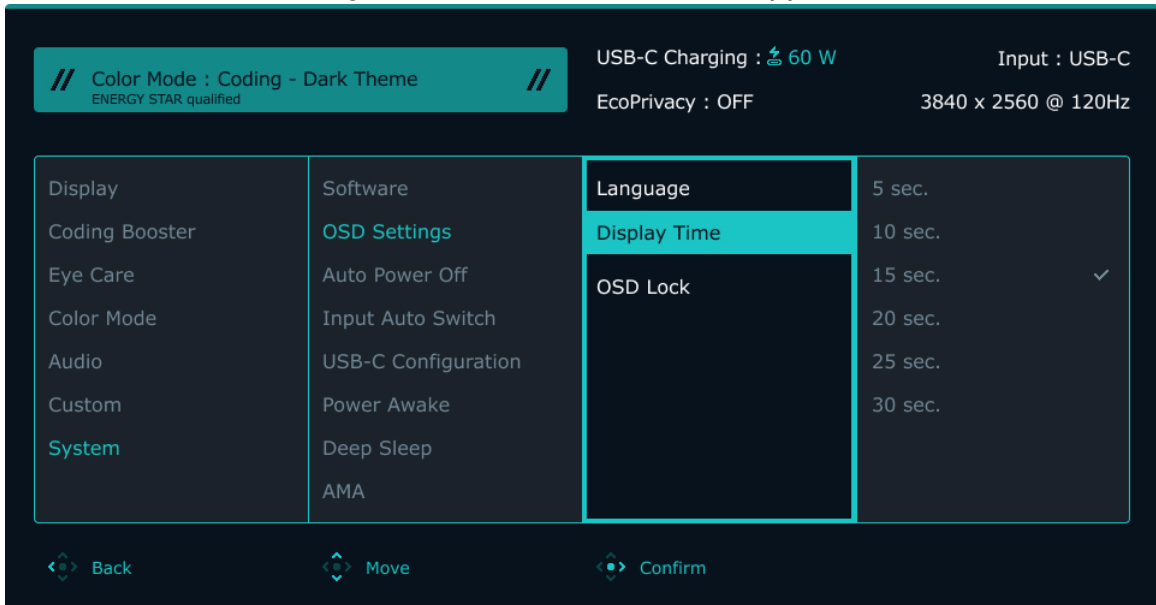 Color Mode : Coding - Dark Theme
ENERGY STAR qualified
USB-C Charging : 60 W
Input : USB-C
EcoPrivacy : OFF
3840 x 2560 @ 120Hz
Display
Coding Booster
Eye Care
Color Mode
Audio
Custom
System
Software
OSD Settings
Auto Power Off
Input Auto Switch
USB-C Configuration
Power Awake
Deep Sleep
AMA
Language
Display Time
OSD Lock
5 sec.
10 sec.
15 sec.
20 sec.
25 sec.
30 sec.
Back
Move
Confirm